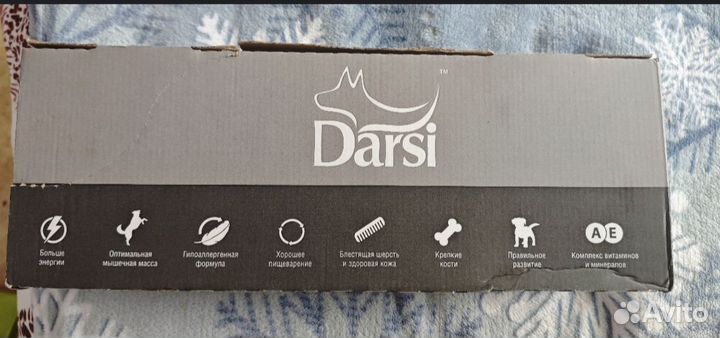 Darsi
TM
Больше
энергии
Оптимальная
мышечная масса
Гипоаллергенная
формула
Хорошее
пищеварение
Блестящая шерсть
и здоровая кожа
Крепкие
кости
Правильное
развитие
A E
Комплекс витаминов
и минералов
Avito